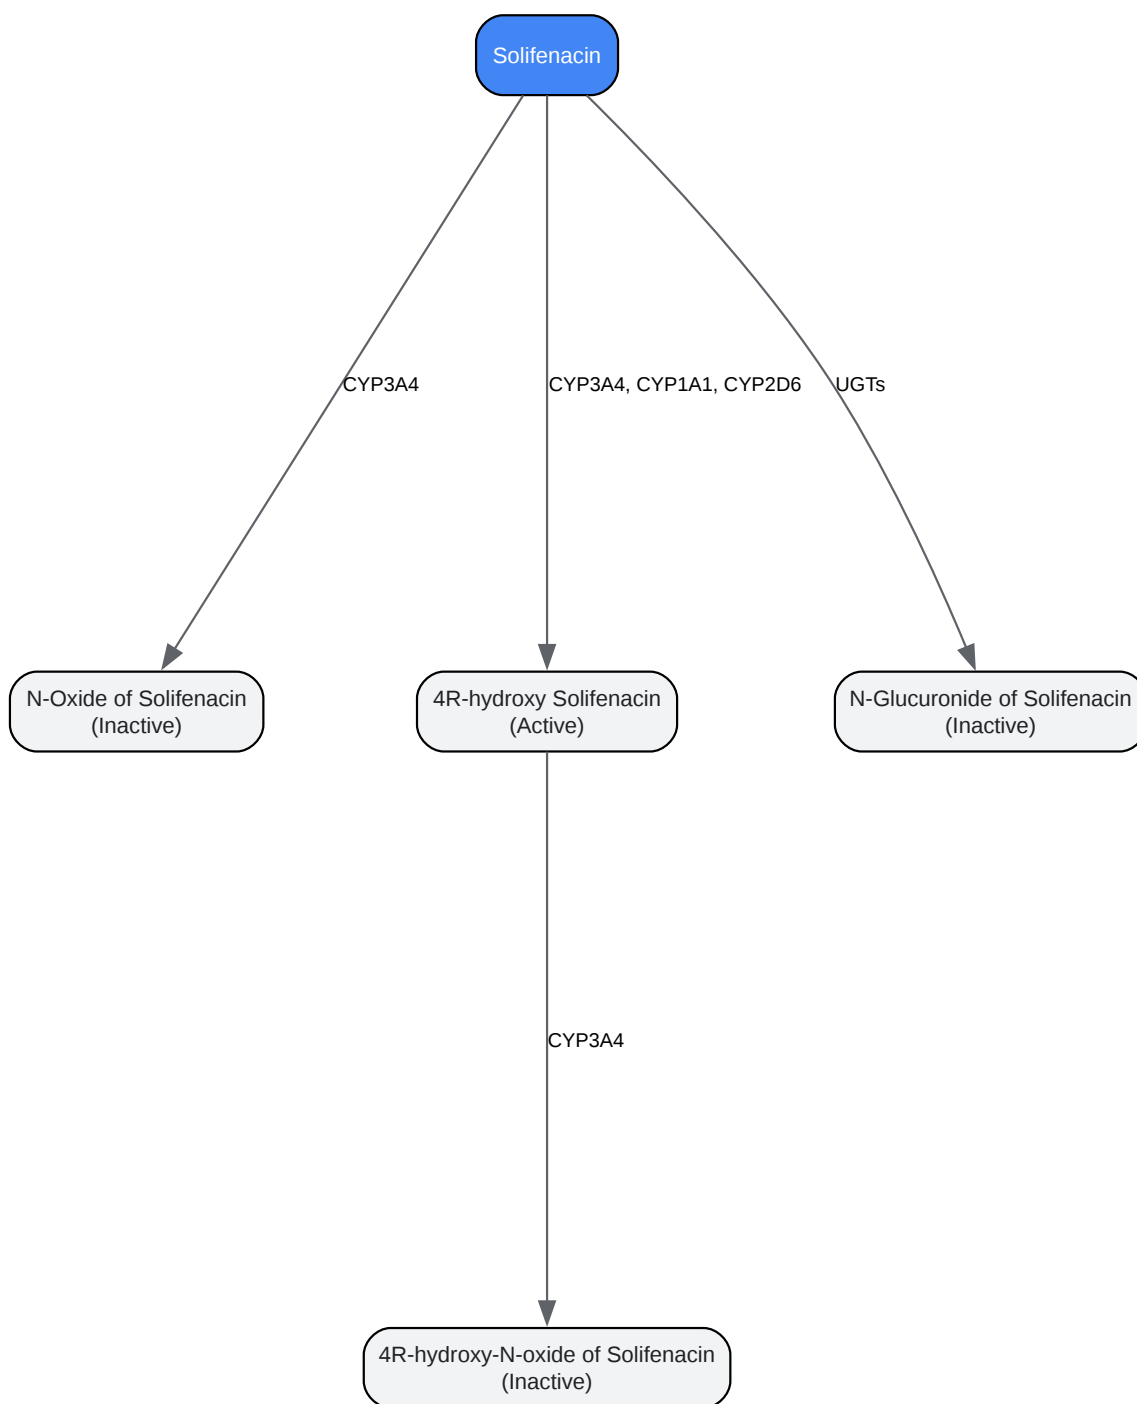 Solifenacin
CYP3A4
CYP3A4, CYP1A1, CYP2D6
UGTs
N-Oxide of Solifenacin
(Inactive)
4R-hydroxy Solifenacin
(Active)
N-Glucuronide of Solifenacin
(Inactive)
CYP3A4
4R-hydroxy-N-oxide of Solifenacin
(Inactive)